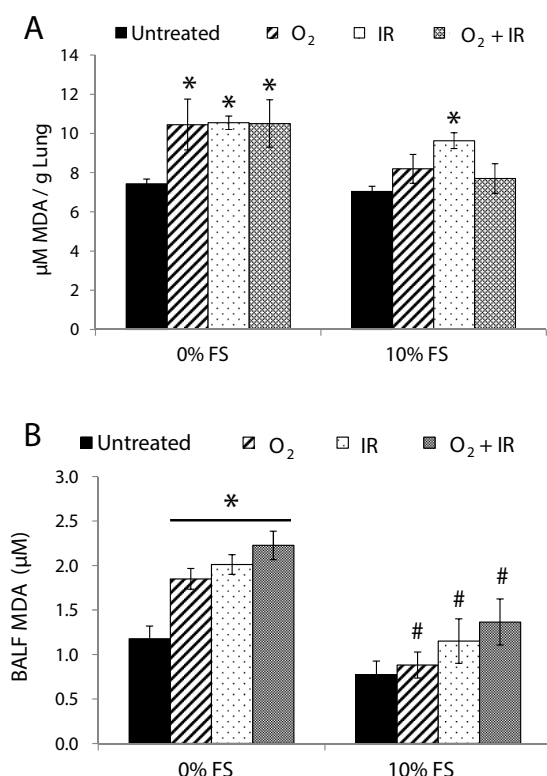 A
Untreated O2 IR O2 + IR
μM MDA / g Lung
14
12
10
8
6
4
2
0
* * * *
0% FS 10% FS
B
Untreated O2 IR O2 + IR
BALF MDA (μM)
3.0
2.5
2.0
1.5
1.0
0.5
0.0
*
# # #
0% FS 10% FS